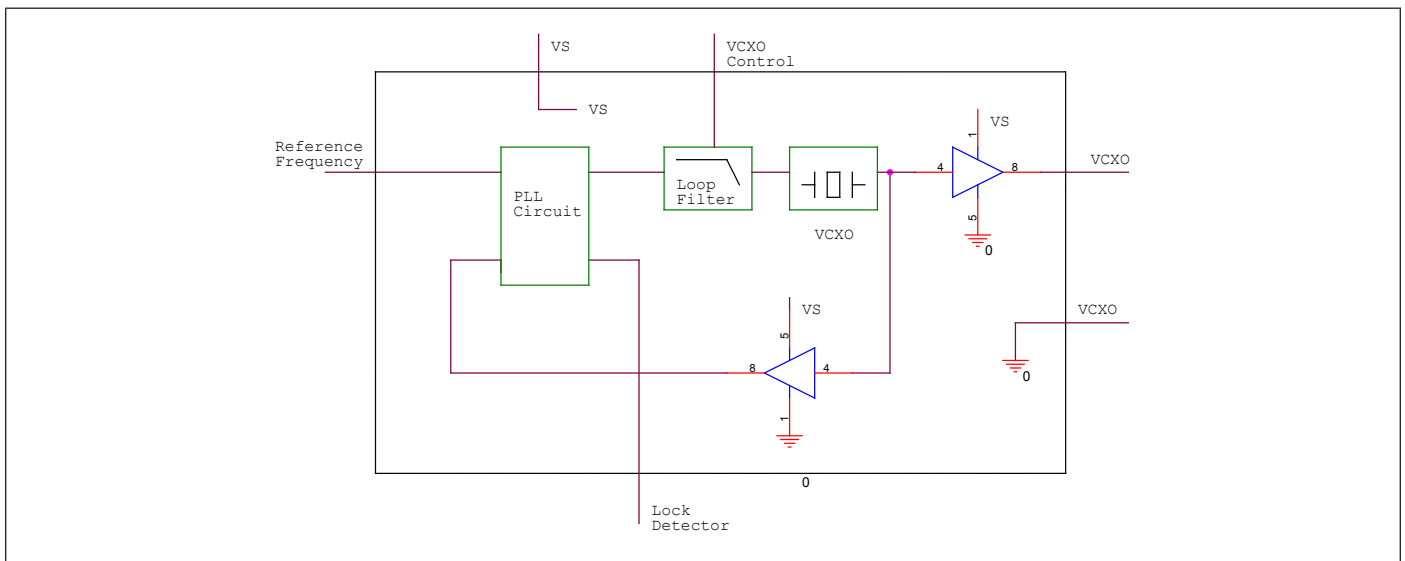 VS
VCXO
Control
VS
VS
1
Reference
Frequency
4
8
VCXO
PLL
Circuit
Loop
Filter
5
VCXO
0
VS
VCXO
5
8
4
0
1
0
Lock
Detector